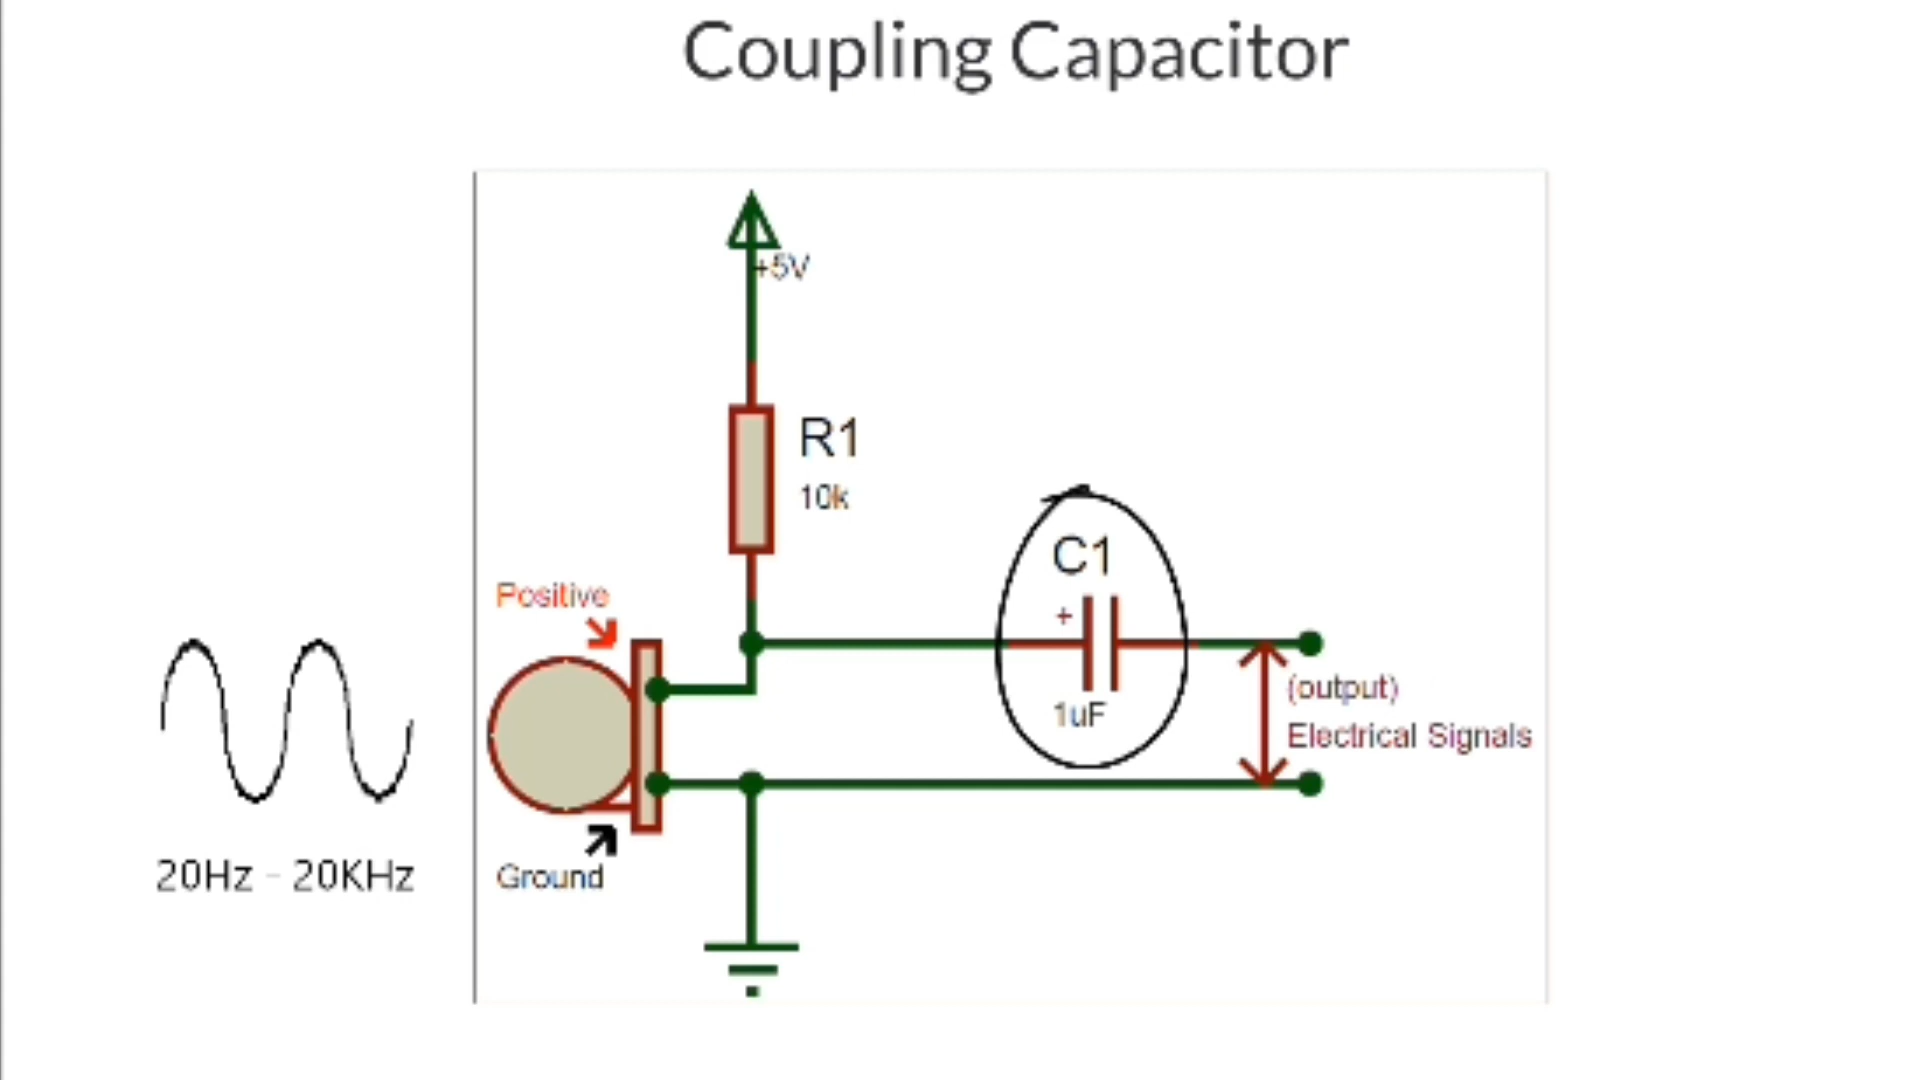 Coupling Capacitor
+5V
R1
10k
C1
+
1uF
Positive
Ground
20Hz - 20KHz
(output)
Electrical Signals